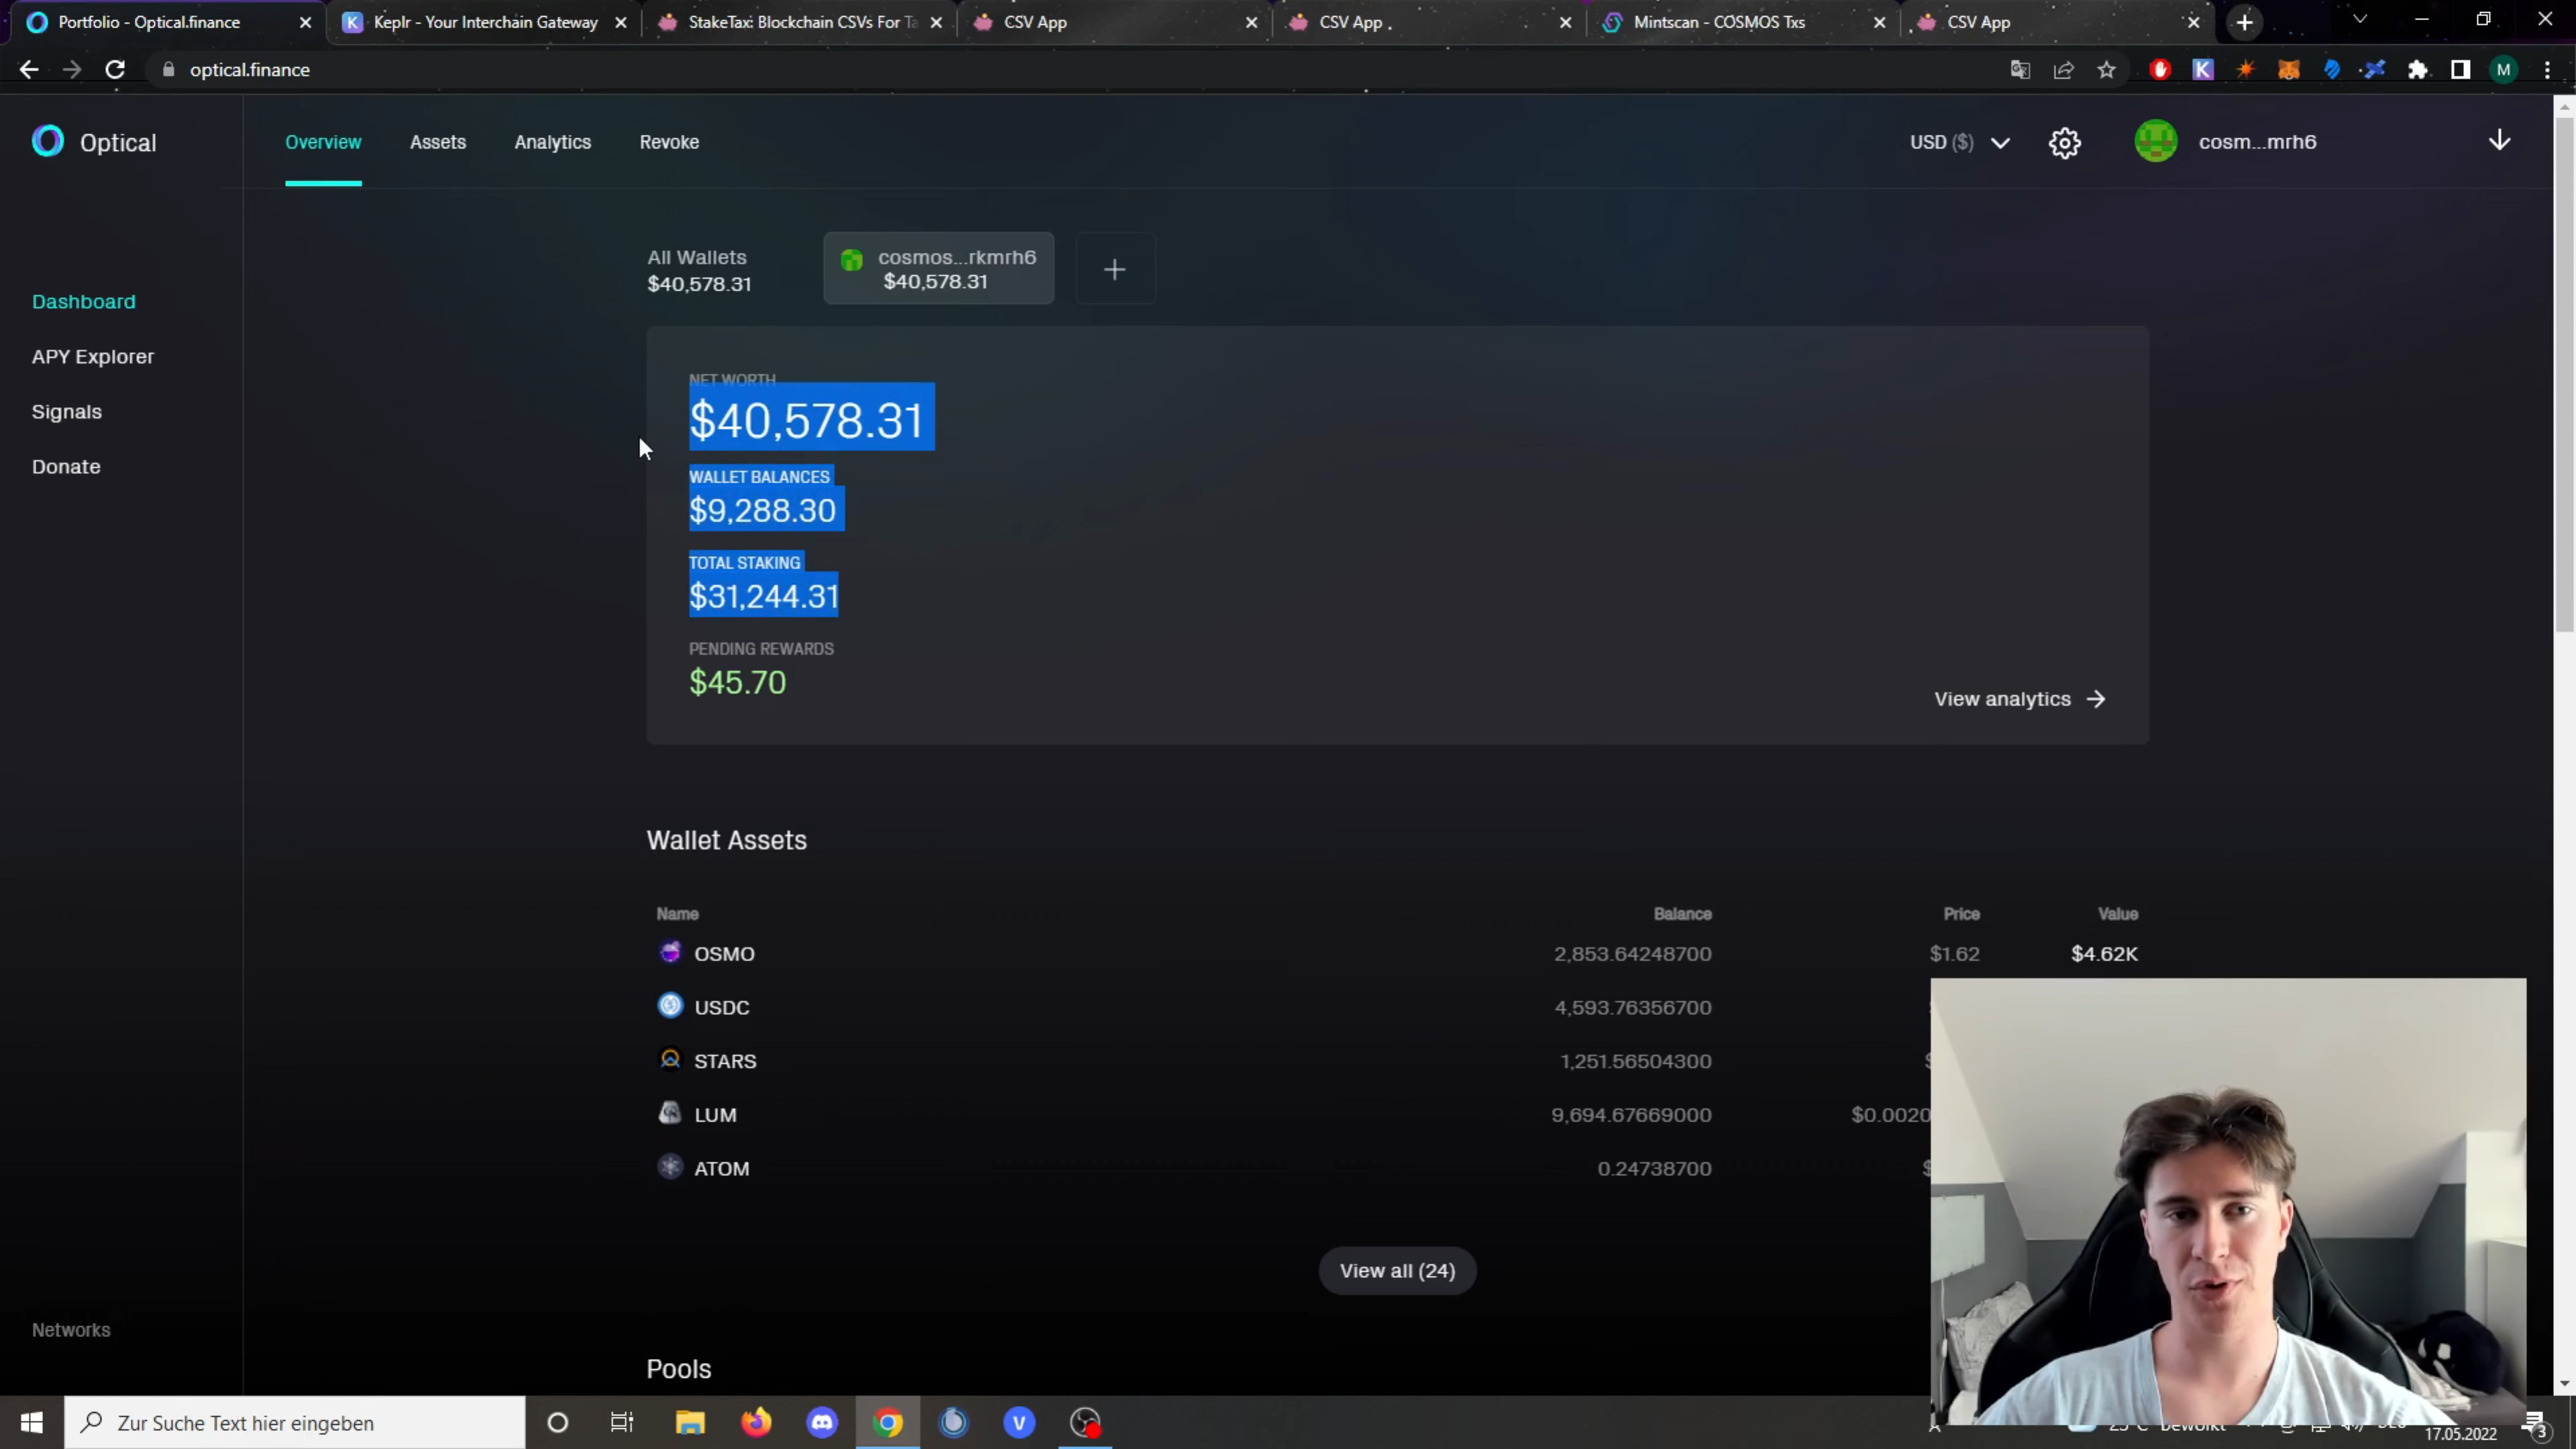 Portfolio - Optical.finance
Keplr - Your Interchain Gateway
StakeTax: Blockchain CSVs For Ta
CSV App
CSV App
Mintscan - COSMOS Txs
CSV App
optical.finance
K
M
Optical
Overview
Assets
Analytics
Revoke
USD ($)
cosm...mrh6
All Wallets
$40,578.31
cosmos...rkmrh6
$40,578.31
Dashboard
APY Explorer
Signals
Donate
NET WORTH
$40,578.31
WALLET BALANCES
$9,288.30
TOTAL STAKING
$31,244.31
PENDING REWARDS
$45.70
View analytics
Wallet Assets
Name Balance Price Value
OSMO 2,853.64248700 $1.62 $4.62K
USDC 4,593.76356700
STARS 1,251.56504300
LUM 9,694.67669000 $0.0020
ATOM 0.24738700
View all (24)
Networks
Pools
Zur Suche Text hier eingeben
V
17.05.2022
3